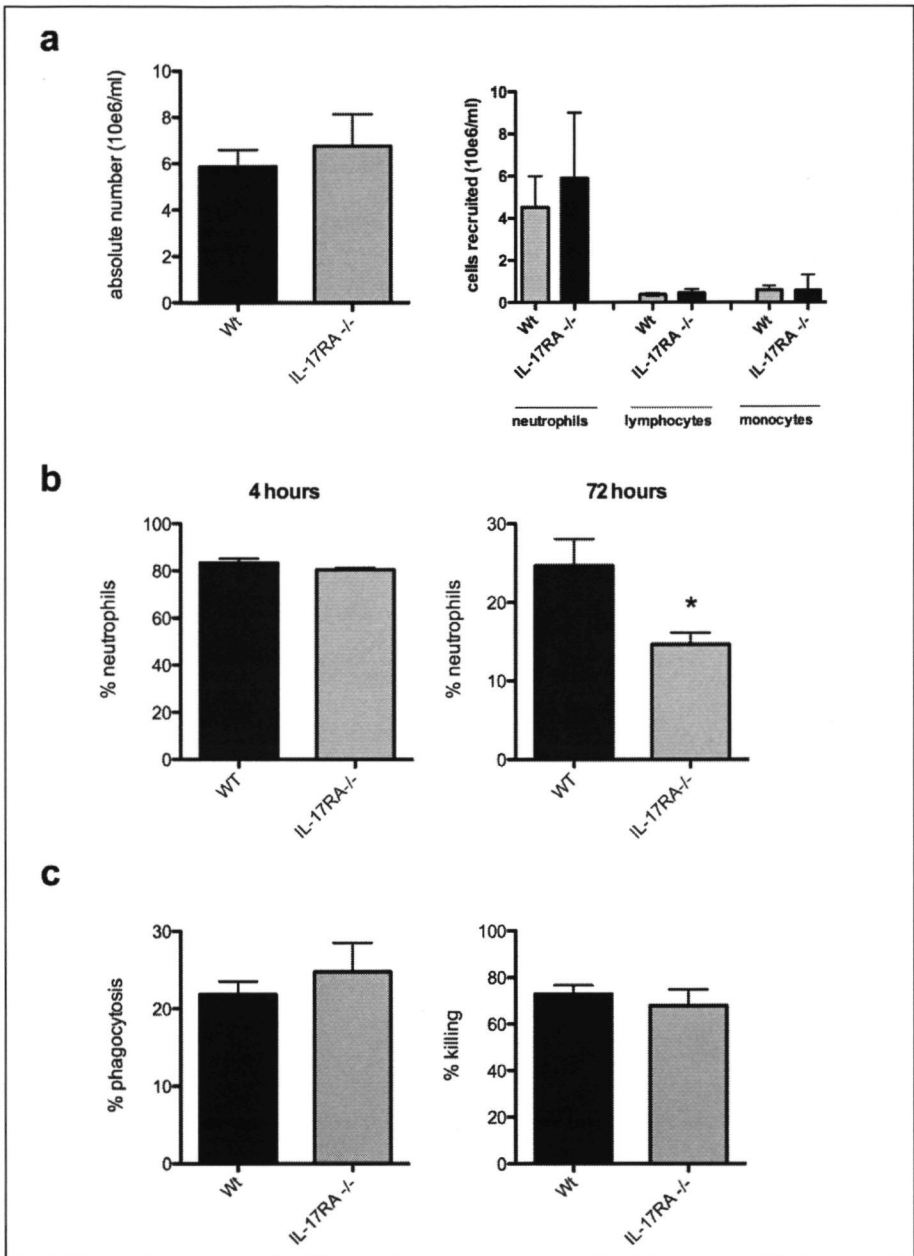 a
absolute number (10e6/ml)
10
8
6
4
2
0
Wt
IL-17RA -/-
cells recruited (10e6/ml)
10
8
6
4
2
0
Wt
IL-17RA -/-
Wt
IL-17RA -/-
Wt
IL-17RA -/-
neutrophils
lymphocytes
monocytes
b
4 hours
% neutrophils
100
80
60
40
20
0
WT
IL-17RA-/-
72 hours
% neutrophils
30
20
10
0
*
WT
IL-17RA-/-
c
% phagocytosis
30
20
10
0
Wt
IL-17RA -/-
% killing
100
80
60
40
20
0
Wt
IL-17RA -/-